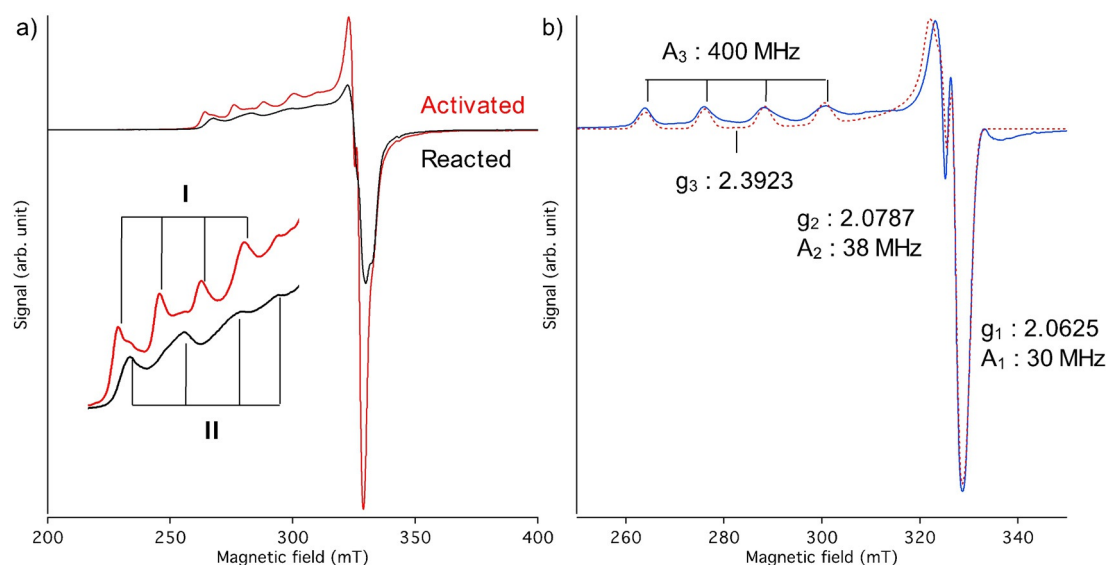 a)
Activated
Reacted
I
II
Signal (arb. unit)
200
250
300
350
400
Magnetic field (mT)
b)
A₃ : 400 MHz
g₃ : 2.3923
g₂ : 2.0787
A₂ : 38 MHz
g₁ : 2.0625
A₁ : 30 MHz
Signal (arb. unit)
260
280
300
320
340
Magnetic field (mT)